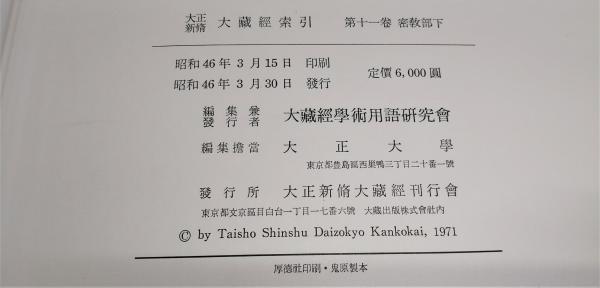 大正新脩 大藏經索引 第十一卷 密敎部下
昭和46年3月15日 印刷
昭和46年3月30日 發行
定價6,000圓
編集兼發行者 大藏經學術用語硏究會
編集擔當 大正大學
東京都豊島區西巣鴨三丁目二十番一號
發行所 大正新脩大藏經刊行會
東京都文京區目白台一丁目一七番六號 大藏出版株式會社內
© by Taisho Shinshu Daizokyo Kankokai, 1971
厚德社印刷・鬼原製本